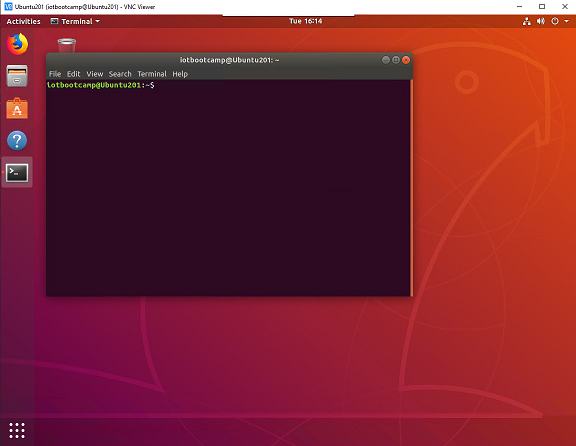 Ubuntu201 (iotbootcamp@Ubuntu201) - VNC Viewer
Activities Terminal Tue 16:14
iotbootcamp@Ubuntu201: ~
File Edit View Search Terminal Help
iotbootcamp@Ubuntu201:~$